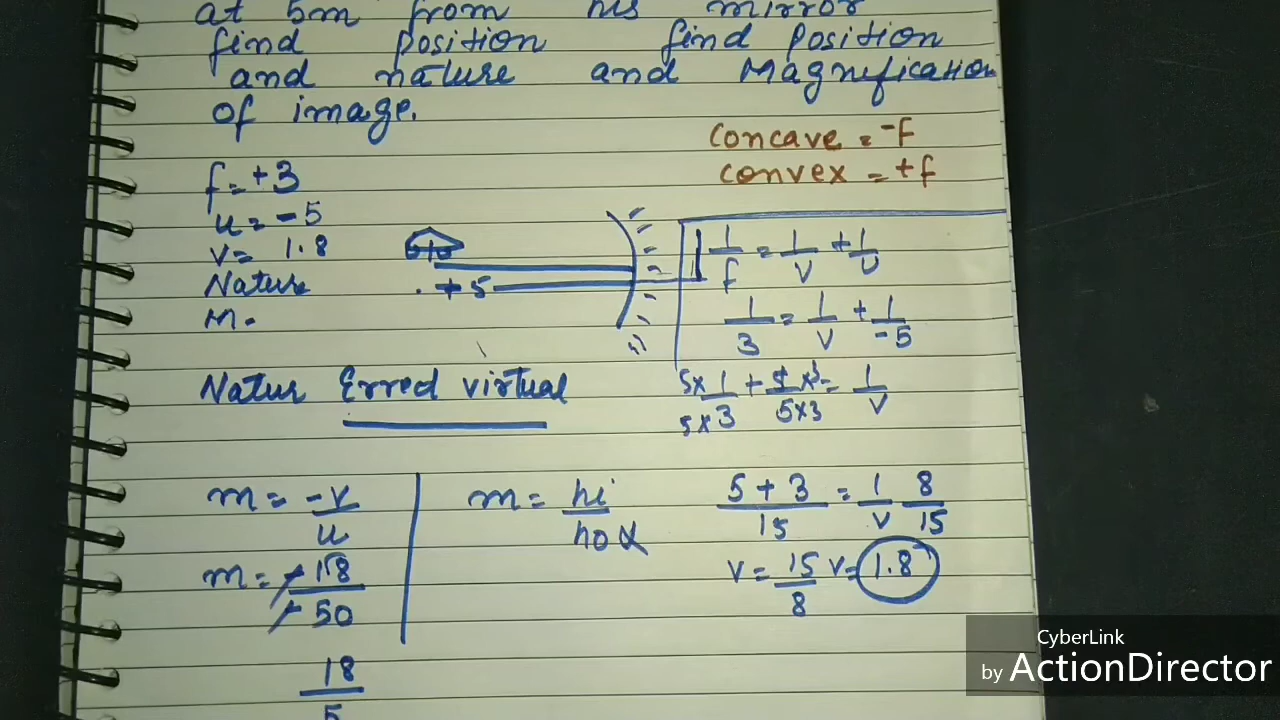 at 5m from his mirror
find position find position
and nature and Magnification
of image.
concave = -f
convex = +f
f = +3
u = -5
v = 1.8
Nature
M =
+ 5
1/f = 1/v + 1/u
1/3 = 1/v + 1/-5
5x1/5x3 + 1x3/5x3 = 1/v
Natur Erred virtual
m = -v/u
m = -18/-50
18/5
m = hi/ho α
5+3/15 = 1/v 8/15
v = 15/8 v = 1.8
CyberLink
by ActionDirector